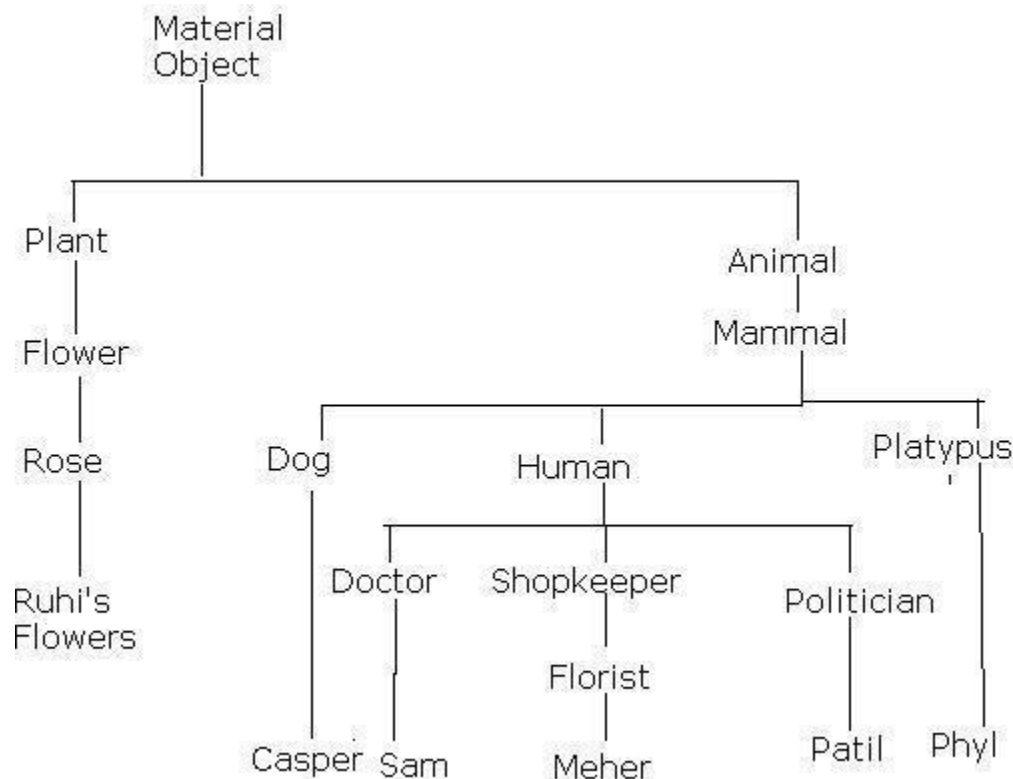 Material
Object
Plant
Animal
Mammal
Flower
Rose
Dog
Human
Platypus
Doctor
Shopkeeper
Politician
Ruhi's
Flowers
Florist
Casper
Sam
Meher
Patil
Phyl